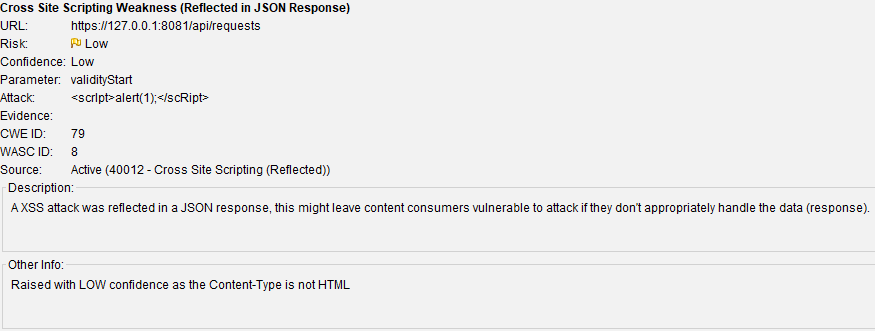 Cross Site Scripting Weakness (Reflected in JSON Response)
URL: https://127.0.0.1:8081/api/requests
Risk: Low
Confidence: Low
Parameter: validityStart
Attack: <scrIpt>alert(1);</scRipt>
Evidence:
CWE ID: 79
WASC ID: 8
Source: Active (40012 - Cross Site Scripting (Reflected))
Description:
A XSS attack was reflected in a JSON response, this might leave content consumers vulnerable to attack if they don't appropriately handle the data (response).
Other Info:
Raised with LOW confidence as the Content-Type is not HTML